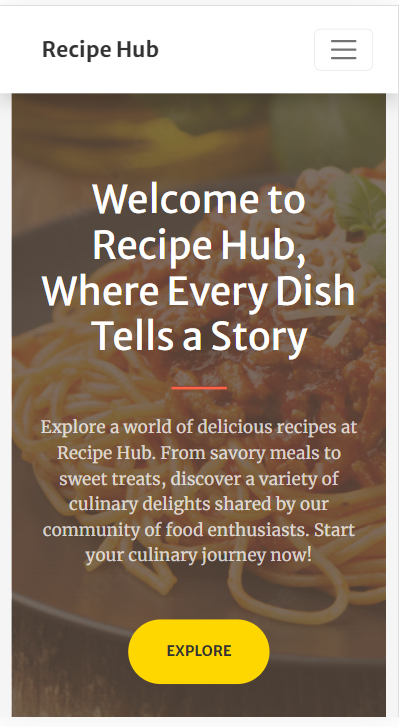 Recipe Hub
Welcome to
Recipe Hub,
Where Every Dish
Tells a Story
Explore a world of delicious recipes at
Recipe Hub. From savory meals to
sweet treats, discover a variety of
culinary delights shared by our
community of food enthusiasts. Start
your culinary journey now!
EXPLORE